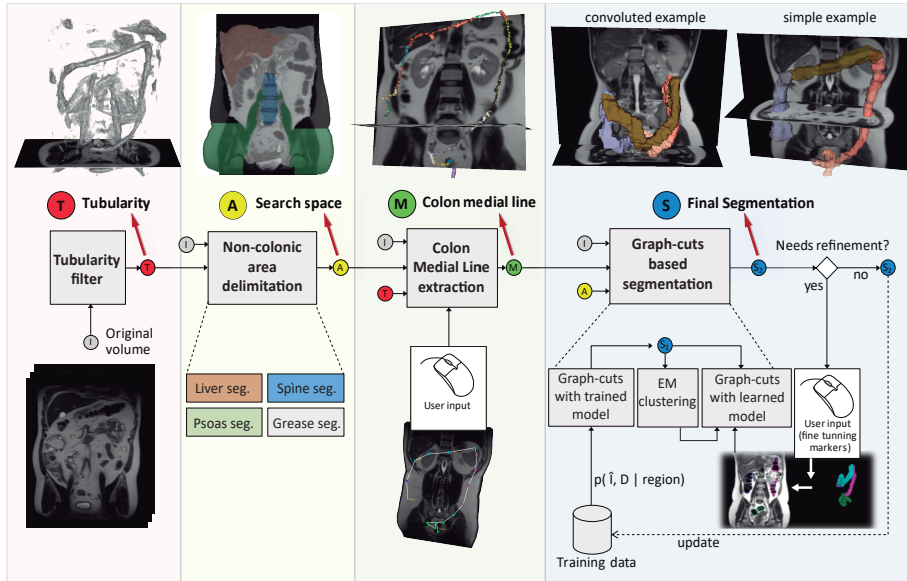 convoluted example
simple example
T Tubularity
A Search space
M Colon medial line
S Final Segmentation
Tubularity
filter
T
I
Non-colonic
area
delimitation
A
I
T
Colon
Medial Line
extraction
M
I
A
Graph-cuts
based
segmentation
S2
Needs refinement?
no
yes
S2
I
Original
volume
Liver seg.
Spine seg.
Psoas seg.
Grease seg.
User input
S1
Graph-cuts
with trained
model
EM
clustering
Graph-cuts
with learned
model
User input
(fine tunning
markers)
p( Î, D | region)
update
Training data